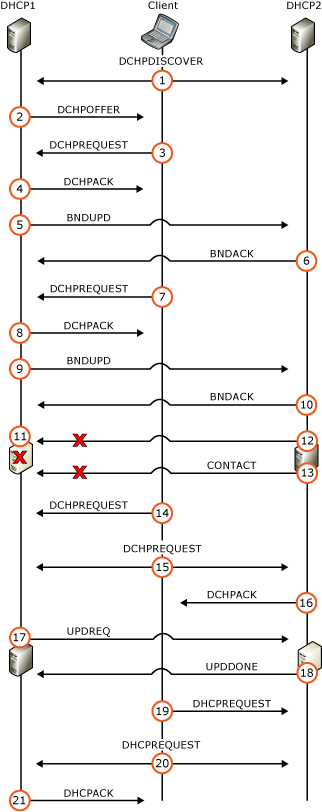 DHCP1 Client DHCP2
DCHPDISCOVER
1
DCHPOFFER
2
DCHPREQUEST
3
DCHPACK
4
BNDUPD
5
BNDACK
6
DCHPREQUEST
7
DCHPACK
8
BNDUPD
9
BNDACK
10
11
12
CONTACT
13
DCHPREQUEST
14
DCHPREQUEST
15
DCHPACK
16
UPDREQ
17
UPDDONE
18
DHCPREQUEST
19
DHCPREQUEST
20
DHCPACK
21